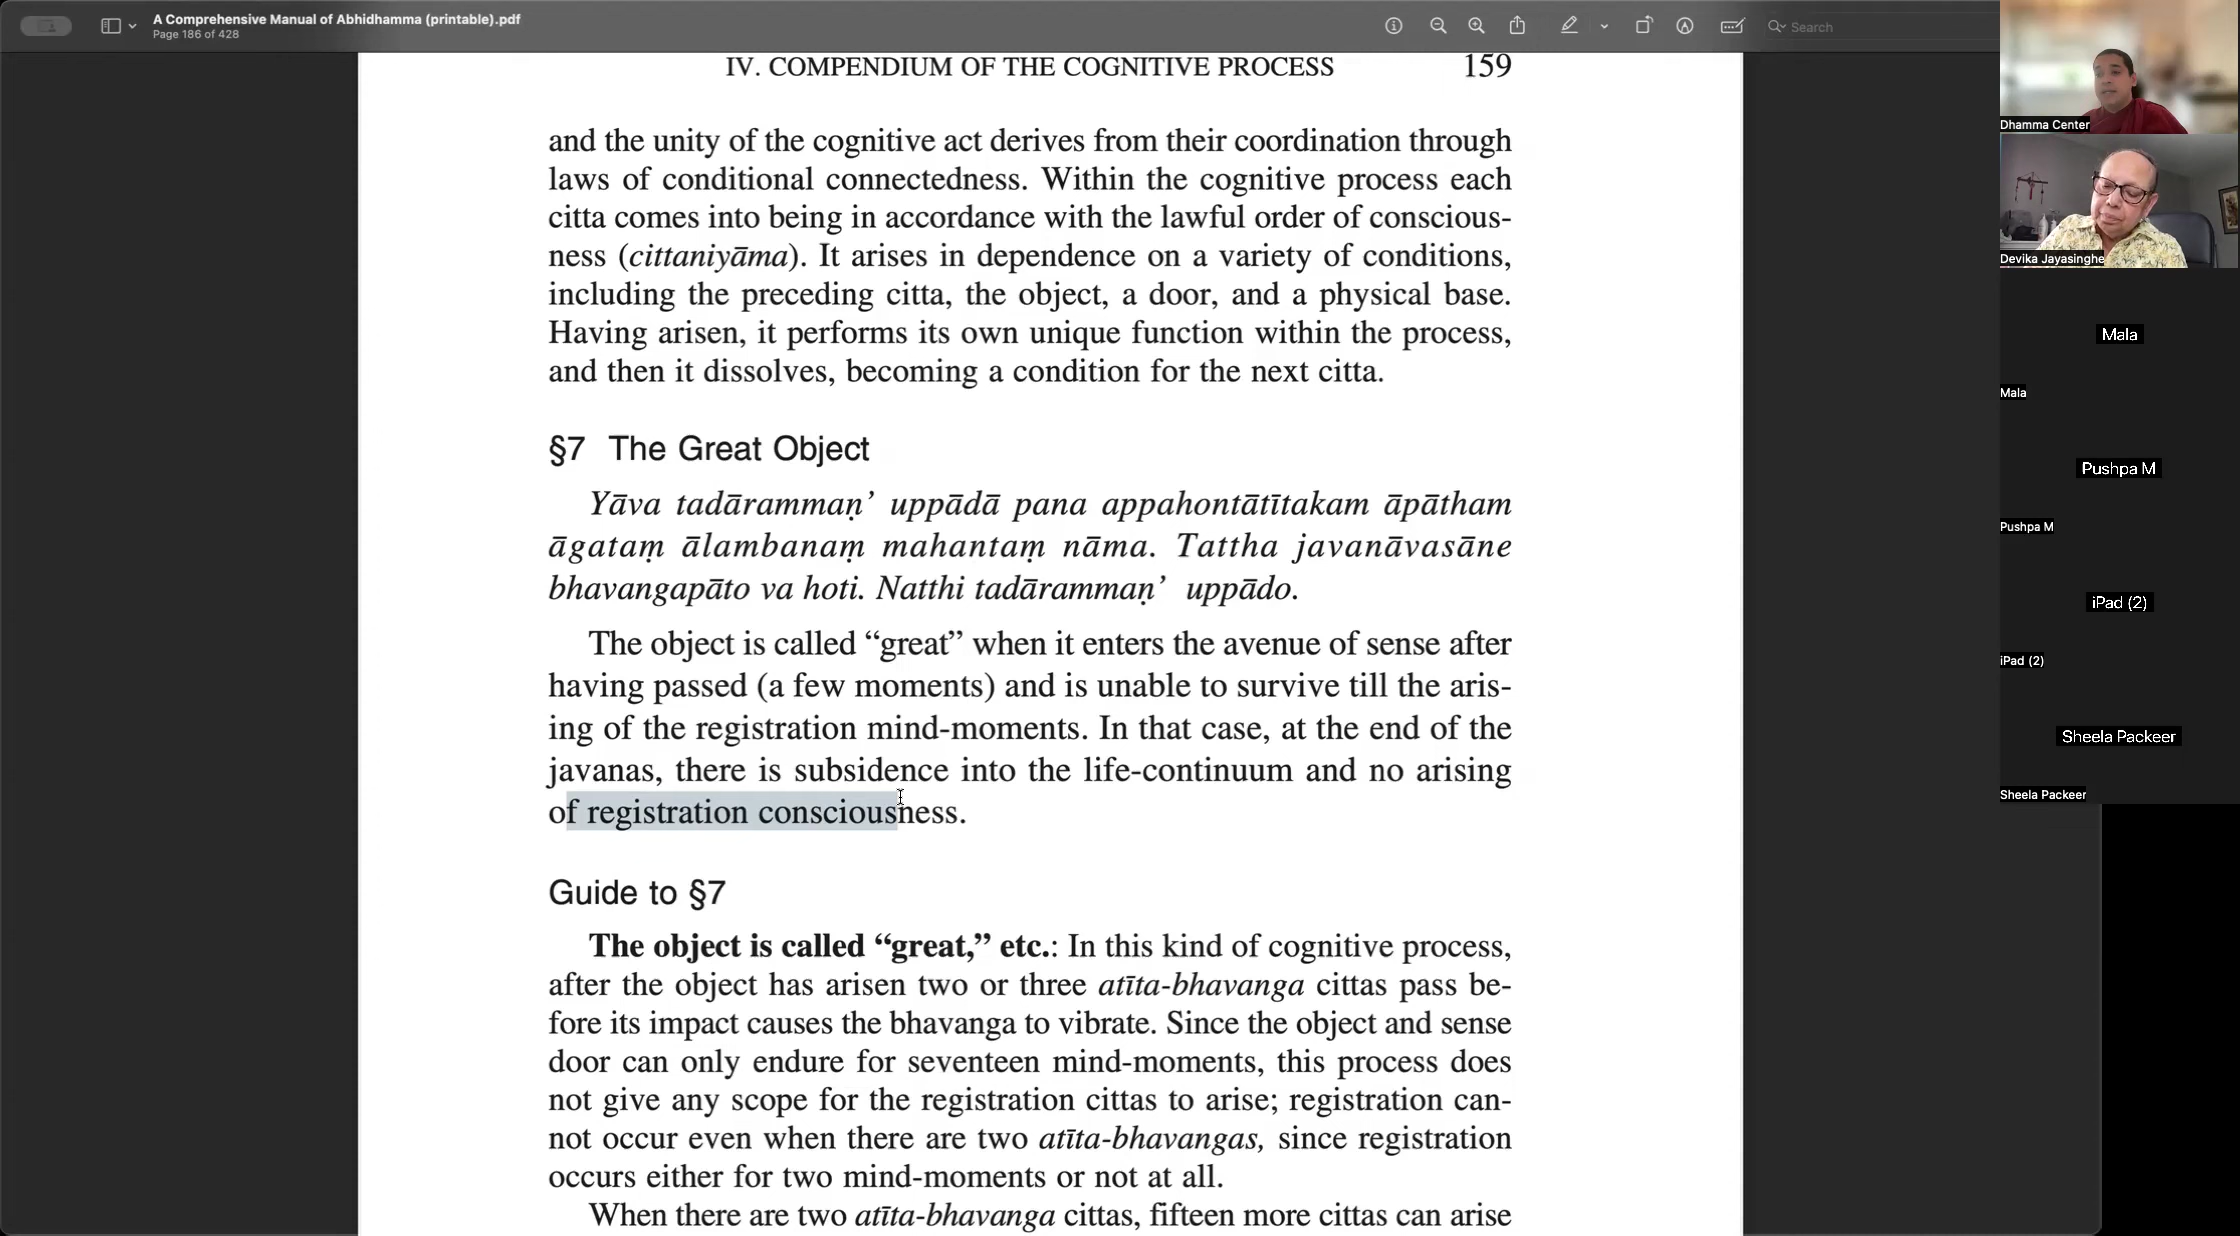 A Comprehensive Manual of Abhidhamma (printable).pdf
Page 186 of 428
Search
IV. COMPENDIUM OF THE COGNITIVE PROCESS 159
and the unity of the cognitive act derives from their coordination through
laws of conditional connectedness. Within the cognitive process each
citta comes into being in accordance with the lawful order of conscious-
ness (cittaniyāma). It arises in dependence on a variety of conditions,
including the preceding citta, the object, a door, and a physical base.
Having arisen, it performs its own unique function within the process,
and then it dissolves, becoming a condition for the next citta.
§7 The Great Object
Yāva tadārammaṇ’ uppādā pana appahontātītakam āpātham
āgataṃ ālambanaṃ mahantaṃ nāma. Tattha javanāvasāne
bhavangapāto va hoti. Natthi tadārammaṇ’ uppādo.
The object is called “great” when it enters the avenue of sense after
having passed (a few moments) and is unable to survive till the aris-
ing of the registration mind-moments. In that case, at the end of the
javanas, there is subsidence into the life-continuum and no arising
of registration consciousness.
Guide to §7
The object is called “great,” etc.: In this kind of cognitive process,
after the object has arisen two or three atīta-bhavanga cittas pass be-
fore its impact causes the bhavanga to vibrate. Since the object and sense
door can only endure for seventeen mind-moments, this process does
not give any scope for the registration cittas to arise; registration can-
not occur even when there are two atīta-bhavangas, since registration
occurs either for two mind-moments or not at all.
When there are two atīta-bhavanga cittas, fifteen more cittas can arise
Dhamma Center
Devika Jayasinghe
Mala
Mala
Pushpa M
Pushpa M
iPad (2)
iPad (2)
Sheela Packeer
Sheela Packeer